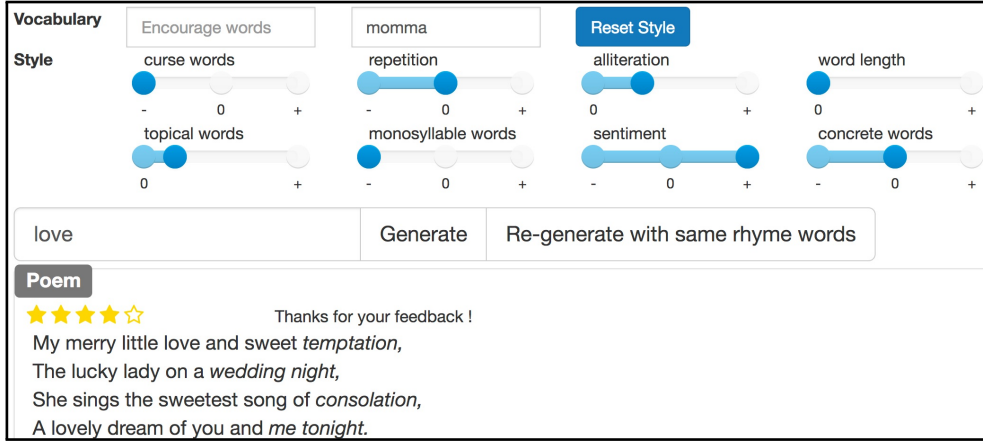 Vocabulary Encourage words momma Reset Style
Style curse words repetition alliteration word length
- 0 + - 0 + 0 + 0 +
topical words monosyllable words sentiment concrete words
0 + - 0 + - 0 + - 0 +
love Generate Re-generate with same rhyme words
Poem
Thanks for your feedback !
My merry little love and sweet temptation,
The lucky lady on a wedding night,
She sings the sweetest song of consolation,
A lovely dream of you and me tonight.